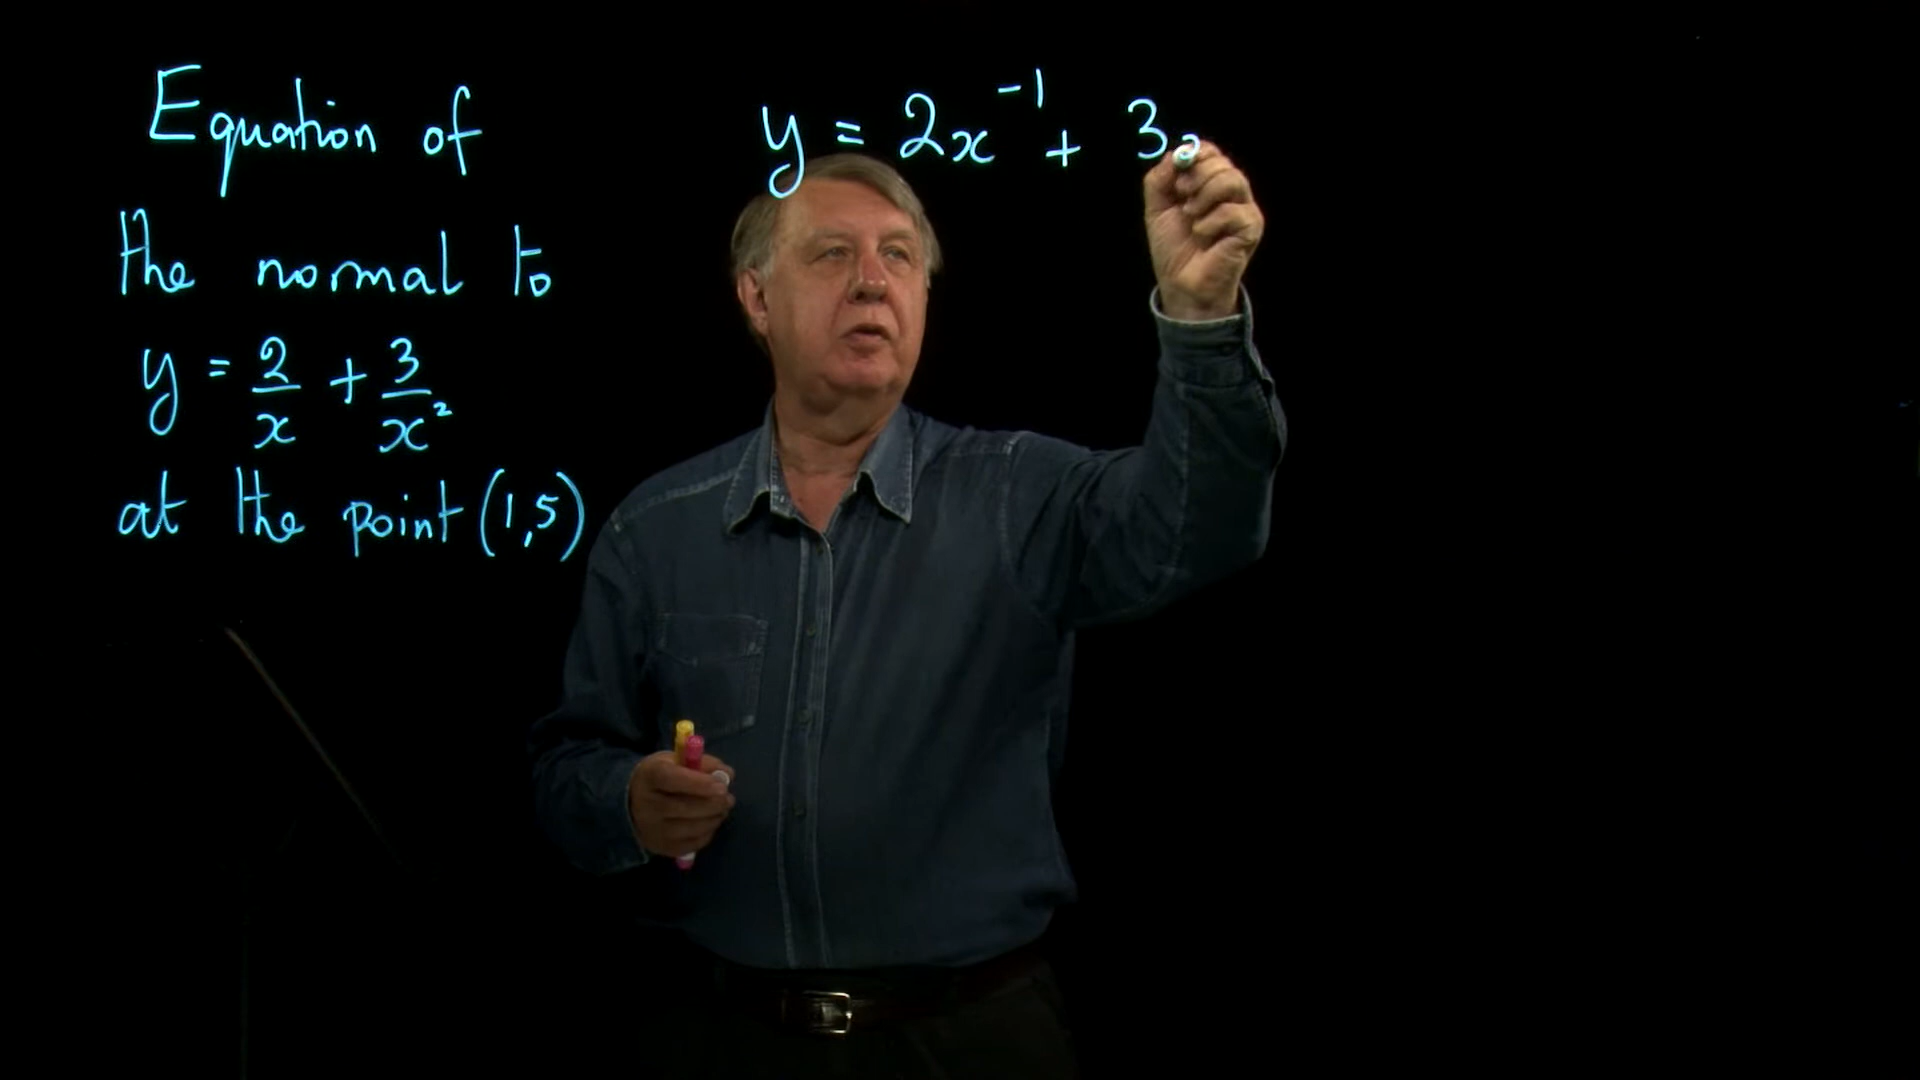 Equation of
the normal to
y = 2/x + 3/x²
at the point (1,5)
y = 2x⁻¹ + 3